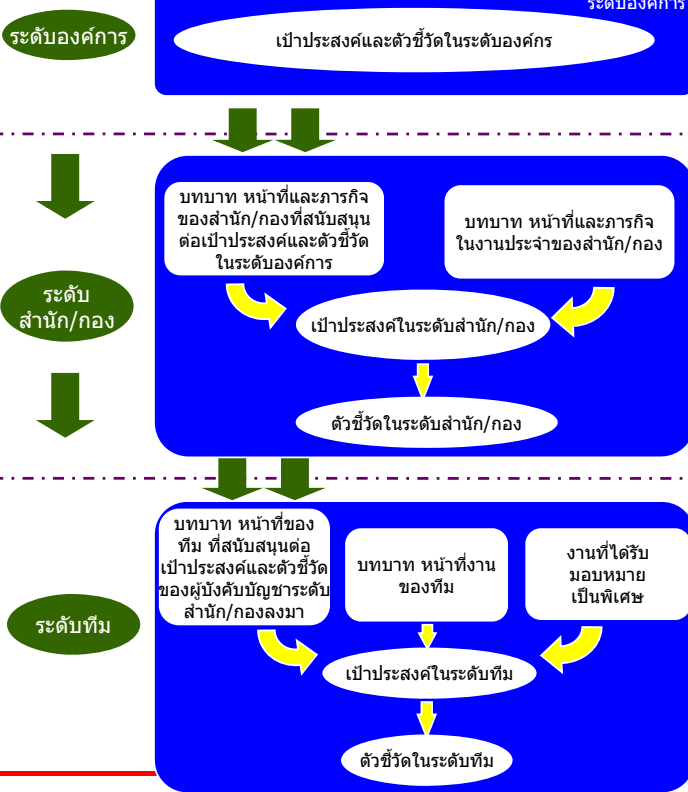 ระดับองค์การ
ระดับองค์การ
เป้าประสงค์และตัวชี้วัดในระดับองค์กร
บทบาท หน้าที่และภารกิจ
ของสำนัก/กองที่สนับสนุน
ต่อเป้าประสงค์และตัวชี้วัด
ในระดับองค์การ
บทบาท หน้าที่และภารกิจ
ในงานประจำของสำนัก/กอง
ระดับ
สำนัก/กอง
เป้าประสงค์ในระดับสำนัก/กอง
ตัวชี้วัดในระดับสำนัก/กอง
บทบาท หน้าที่ของ
ทีม ที่สนับสนุนต่อ
เป้าประสงค์และตัวชี้วัด
ของผู้บังคับบัญชาระดับ
สำนัก/กองลงมา
บทบาท หน้าที่งาน
ของทีม
งานที่ได้รับ
มอบหมาย
เป็นพิเศษ
ระดับทีม
เป้าประสงค์ในระดับทีม
ตัวชี้วัดในระดับทีม